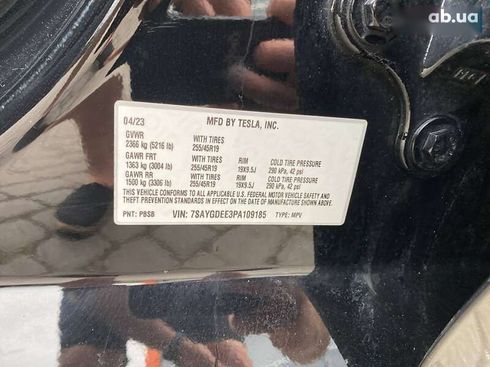 ab.ua
04/23 MFD BY TESLA, INC.
GVWR
2366 kg (5216 lb) WITH TIRES 255/45R19
GAWR FRT
1363 kg (3004 lb) WITH TIRES 255/45R19 RIM 19X9.5J COLD TIRE PRESSURE 290 kPa, 42 psi
GAWR RR
1500 kg (3306 lb) WITH TIRES 255/45R19 RIM 19X9.5J COLD TIRE PRESSURE 290 kPa, 42 psi
THIS VEHICLE CONFORMS TO ALL APPLICABLE U.S.
FEDERAL MOTOR VEHICLE SAFETY AND
THEFT PREVENTION STANDARDS IN EFFECT ON THE DATE OF MANUFACTURE SHOWN
ABOVE.
PNT: PBSB VIN: 7SAYGDEE3PA109185 TYPE: MPV